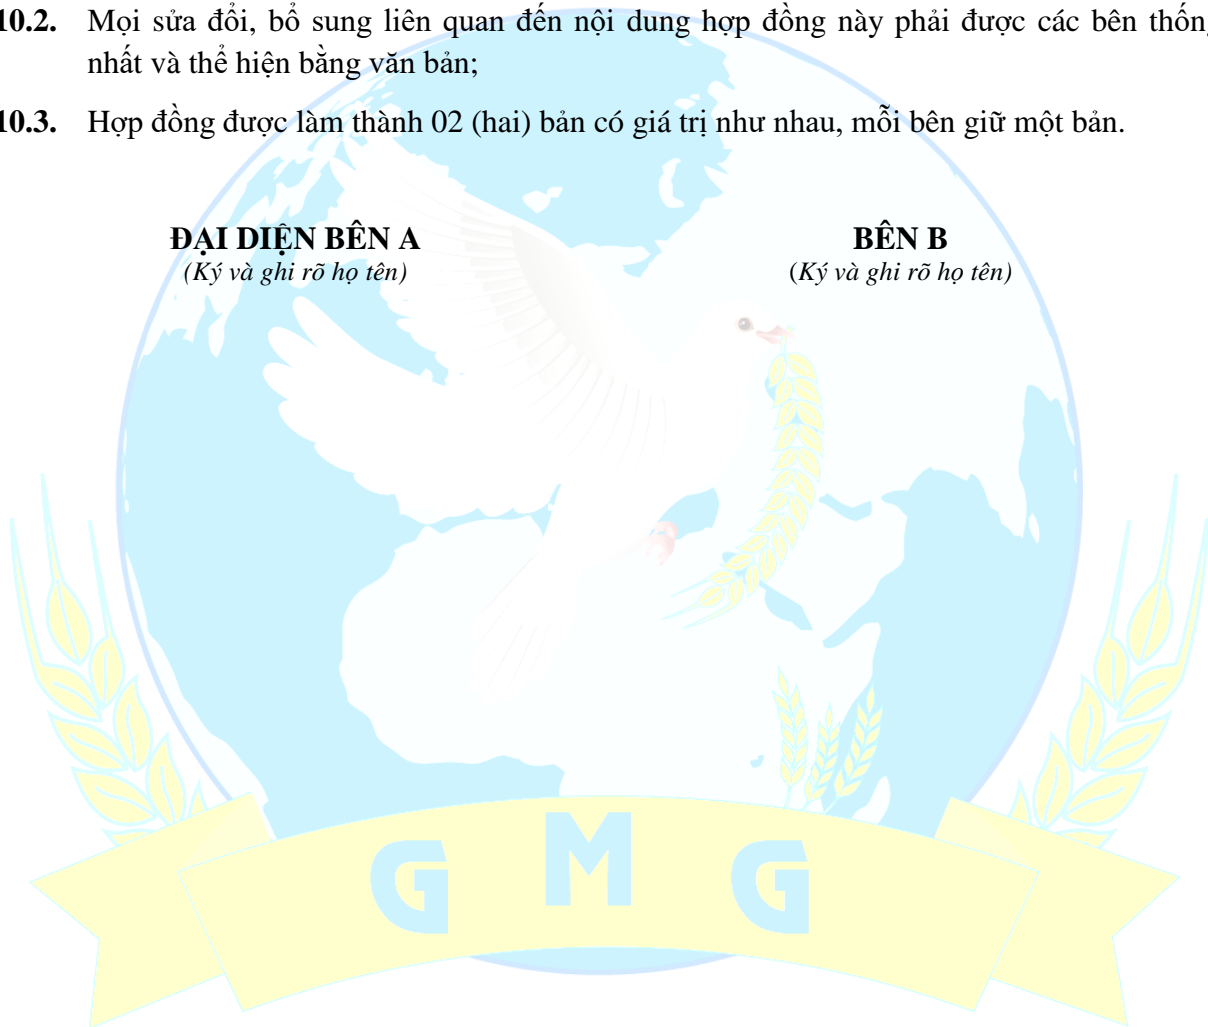 10.2. Mọi sửa đổi, bổ sung liên quan đến nội dung hợp đồng này phải được các bên thống
nhất và thể hiện bằng văn bản;
10.3. Hợp đồng được làm thành 02 (hai) bản có giá trị như nhau, mỗi bên giữ một bản.
ĐẠI DIỆN BÊN A
(Ký và ghi rõ họ tên)
BÊN B
(Ký và ghi rõ họ tên)
G M G